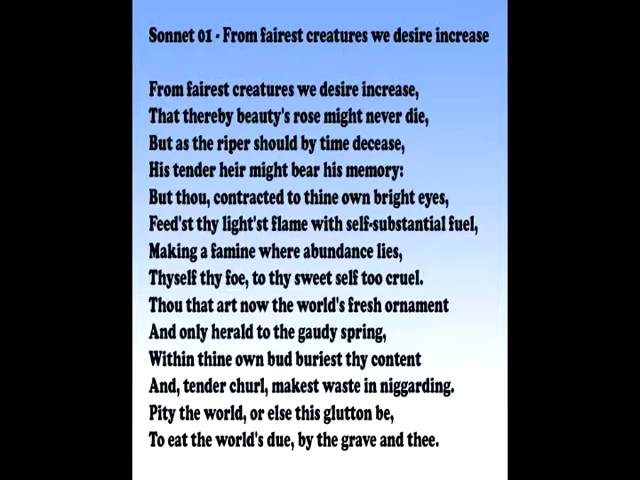 Sonnet 01 - From fairest creatures we desire increase
From fairest creatures we desire increase,
That thereby beauty's rose might never die,
But as the riper should by time decease,
His tender heir might bear his memory:
But thou, contracted to thine own bright eyes,
Feed'st thy light'st flame with self-substantial fuel,
Making a famine where abundance lies,
Thyself thy foe, to thy sweet self too cruel.
Thou that art now the world's fresh ornament
And only herald to the gaudy spring,
Within thine own bud buriest thy content
And, tender churl, makest waste in niggarding.
Pity the world, or else this glutton be,
To eat the world's due, by the grave and thee.